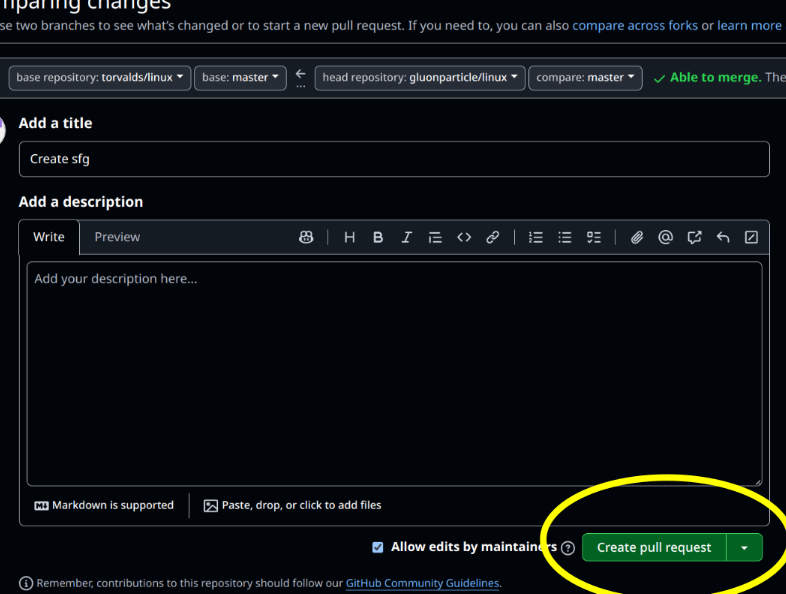 mparing changes
se two branches to see what's changed or to start a new pull request. If you need to, you can also compare across forks or learn more
base repository: torvalds/linux base: master head repository: gluonparticle/linux compare: master Able to merge. The
Add a title
Create sfg
Add a description
Write Preview
Add your description here...
Markdown is supported Paste, drop, or click to add files
Allow edits by maintainers Create pull request
Remember, contributions to this repository should follow our GitHub Community Guidelines.